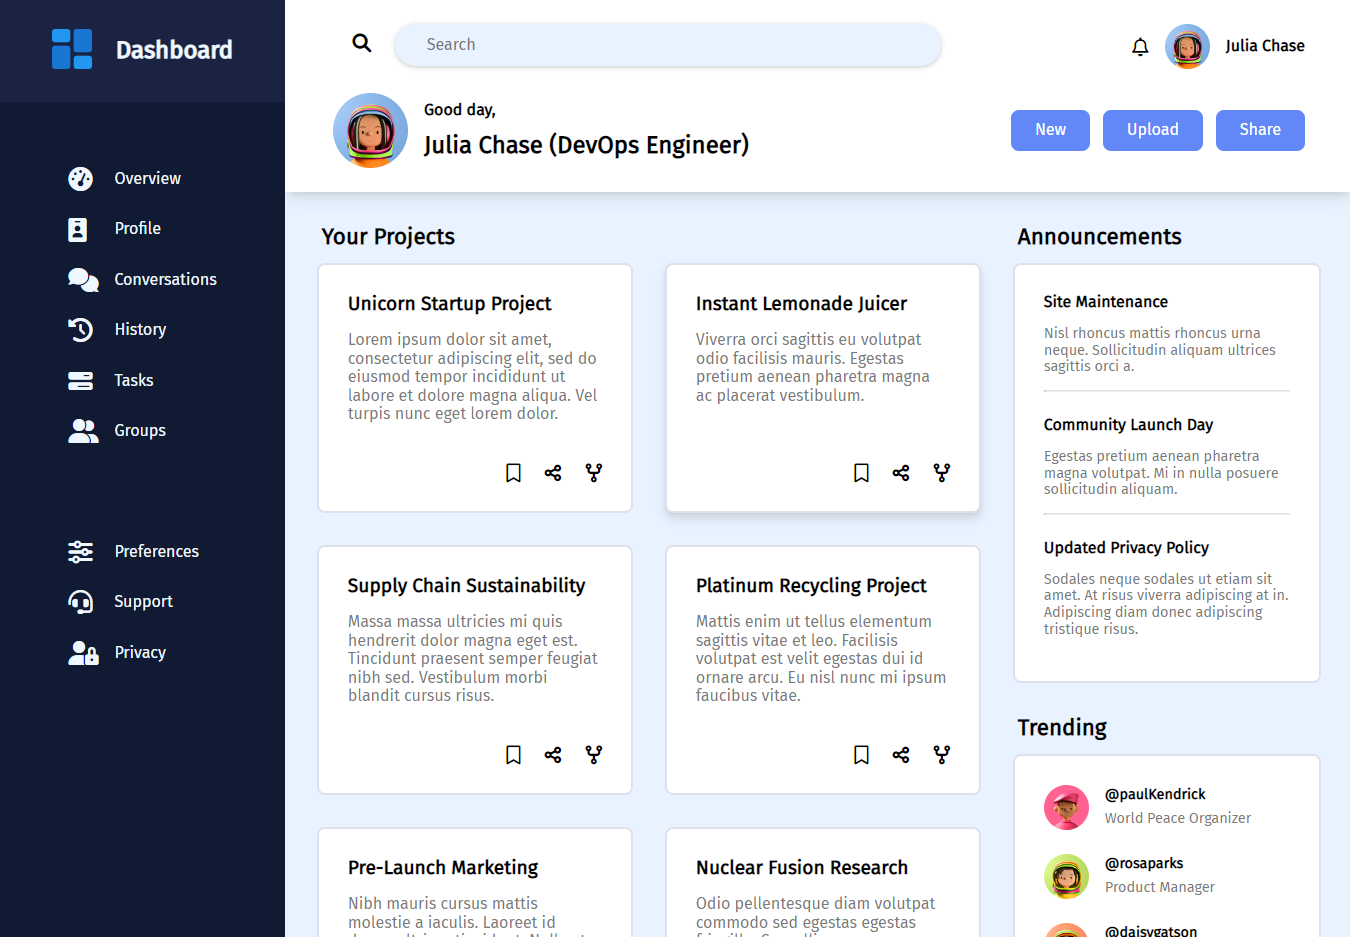 Dashboard
Overview
Profile
Conversations
History
Tasks
Groups
Preferences
Support
Privacy
Search
Julia Chase
Good day,
Julia Chase (DevOps Engineer)
New
Upload
Share
Your Projects
Unicorn Startup Project
Lorem ipsum dolor sit amet,
consectetur adipiscing elit, sed do
eiusmod tempor incididunt ut
labore et dolore magna aliqua. Vel
turpis nunc eget lorem dolor.
Instant Lemonade Juicer
Viverra orci sagittis eu volutpat
odio facilisis mauris. Egestas
pretium aenean pharetra magna
ac placerat vestibulum.
Supply Chain Sustainability
Massa massa ultricies mi quis
hendrerit dolor magna eget est.
Tincidunt praesent semper feugiat
nibh sed. Vestibulum morbi
blandit cursus risus.
Platinum Recycling Project
Mattis enim ut tellus elementum
sagittis vitae et leo. Facilisis
volutpat est velit egestas dui id
ornare arcu. Eu nisl nunc mi ipsum
faucibus vitae.
Pre-Launch Marketing
Nibh mauris cursus mattis
molestie a iaculis. Laoreet id
Nuclear Fusion Research
Odio pellentesque diam volutpat
commodo sed egestas egestas
Announcements
Site Maintenance
Nisl rhoncus mattis rhoncus urna
neque. Sollicitudin aliquam ultrices
sagittis orci a.
Community Launch Day
Egestas pretium aenean pharetra
magna volutpat. Mi in nulla posuere
sollicitudin aliquam.
Updated Privacy Policy
Sodales neque sodales ut etiam sit
amet. At risus viverra adipiscing at in.
Adipiscing diam donec adipiscing
tristique risus.
Trending
@paulKendrick
World Peace Organizer
@rosaparks
Product Manager
@daisygatson